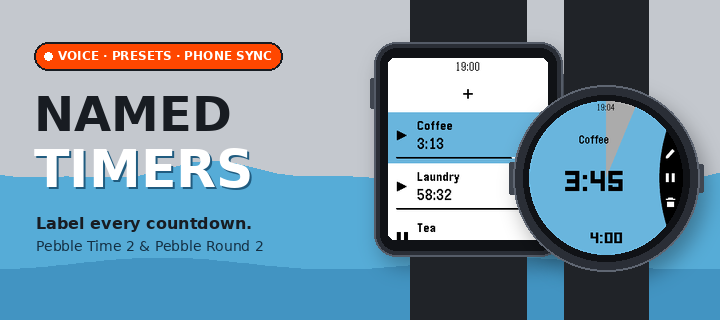 VOICE · PRESETS · PHONE SYNC
NAMED
TIMERS
Label every countdown.
Pebble Time 2 & Pebble Round 2
19:00
+
Coffee
3:13
Laundry
58:32
Tea
19:04
Coffee
3:45
4:00